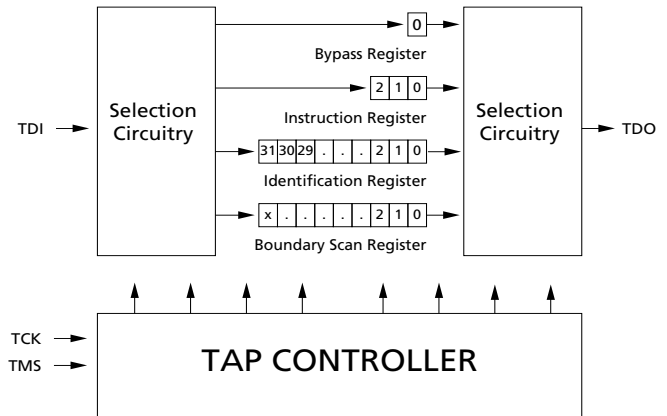 0
Bypass Register
2 1 0
Selection
Circuitry
Instruction Register
Selection
Circuitry
TDI
TDO
31 30 29 . . . 2 1 0
Identification Register
x . . . . . 2 1 0
Boundary Scan Register
TCK
TMS
TAP CONTROLLER